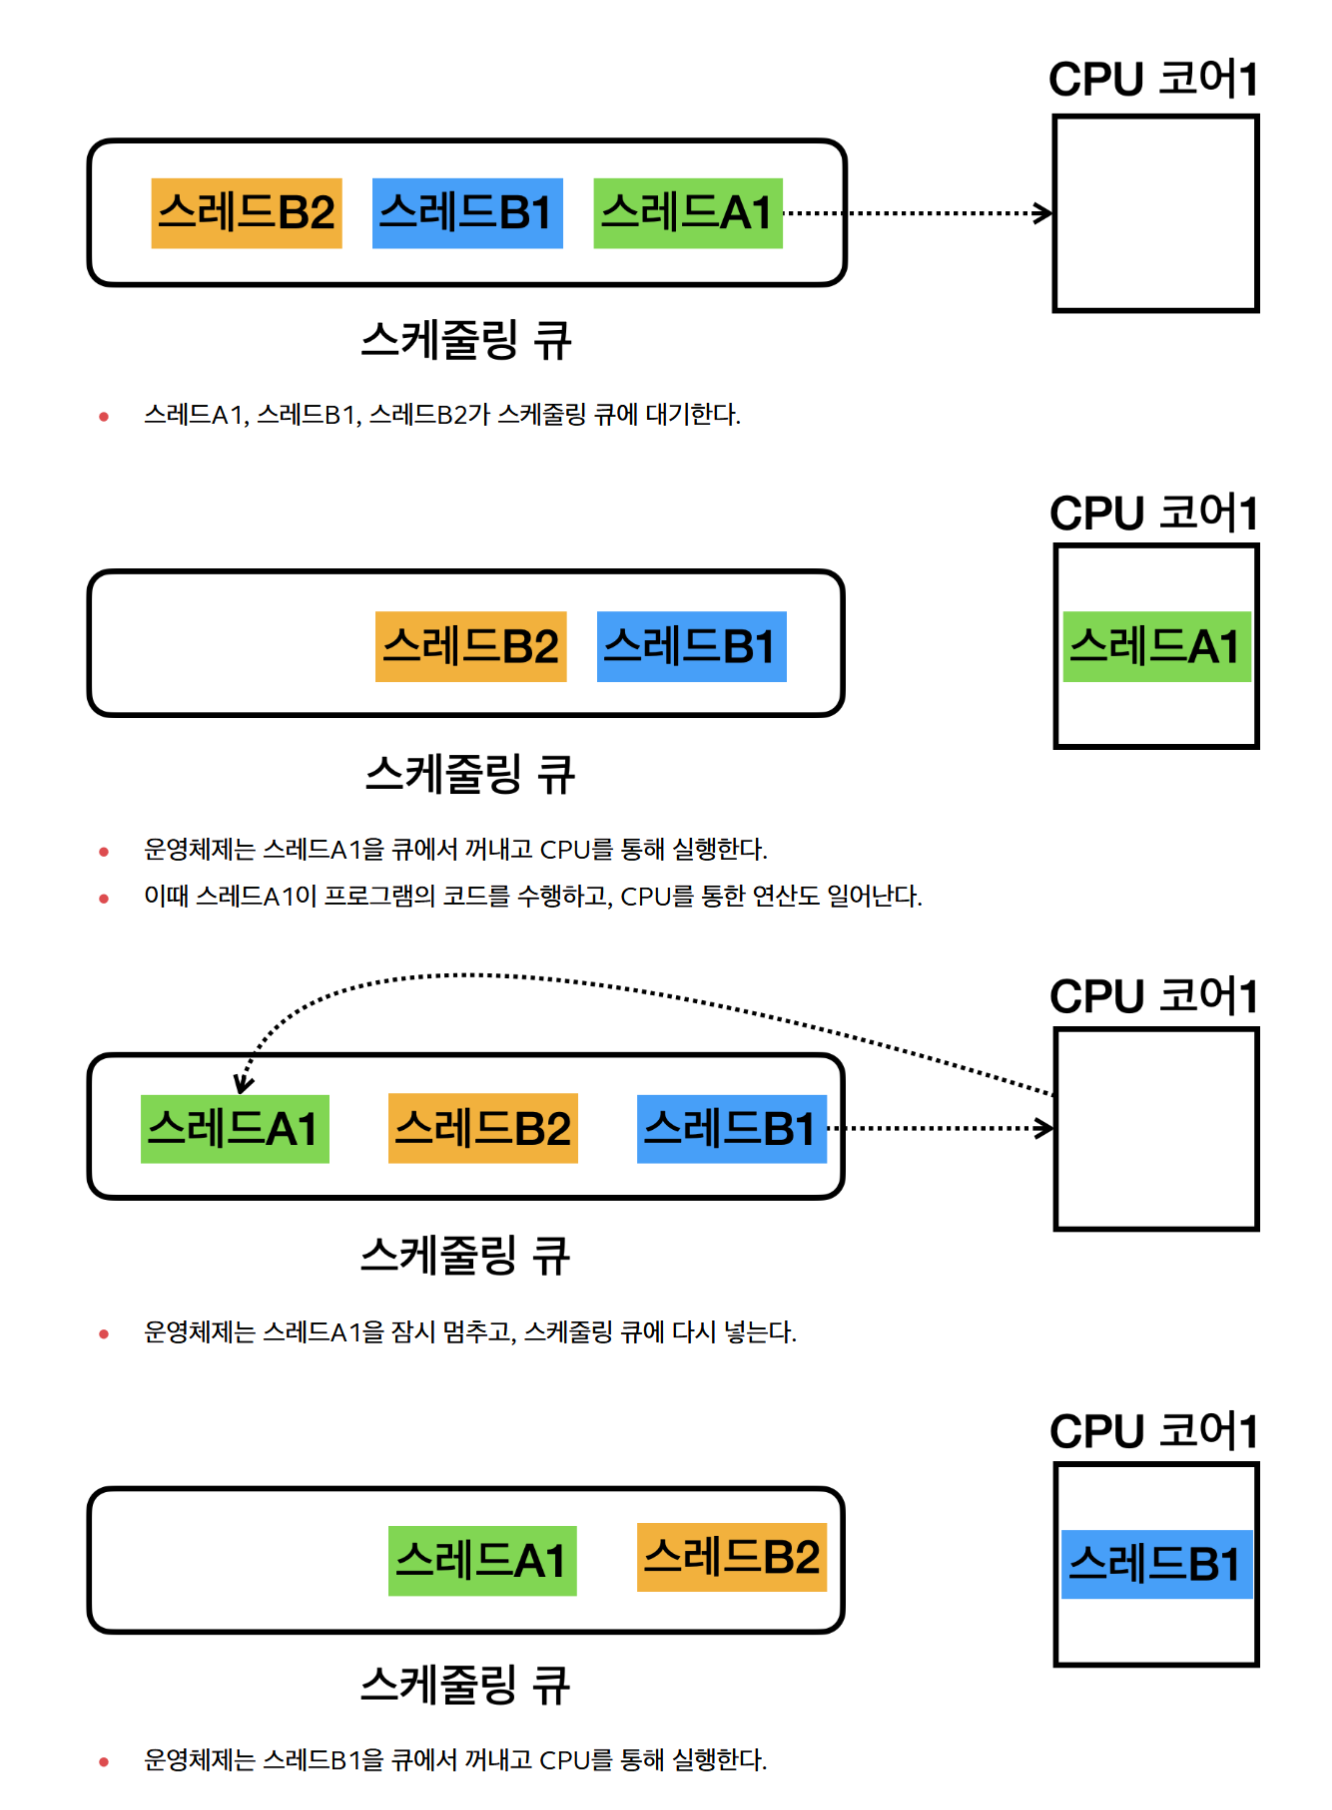 CPU 코어1
스레드B2 스레드B1 스레드A1
스케줄링 큐
• 스레드A1, 스레드B1, 스레드B2가 스케줄링 큐에 대기한다.
CPU 코어1
스레드B2 스레드B1 스레드A1
스케줄링 큐
• 운영체제는 스레드A1을 큐에서 꺼내고 CPU를 통해 실행한다.
• 이때 스레드A1이 프로그램의 코드를 수행하고, CPU를 통한 연산도 일어난다.
CPU 코어1
스레드A1 스레드B2 스레드B1
스케줄링 큐
• 운영체제는 스레드A1을 잠시 멈추고, 스케줄링 큐에 다시 넣는다.
CPU 코어1
스레드A1 스레드B2 스레드B1
스케줄링 큐
• 운영체제는 스레드B1을 큐에서 꺼내고 CPU를 통해 실행한다.